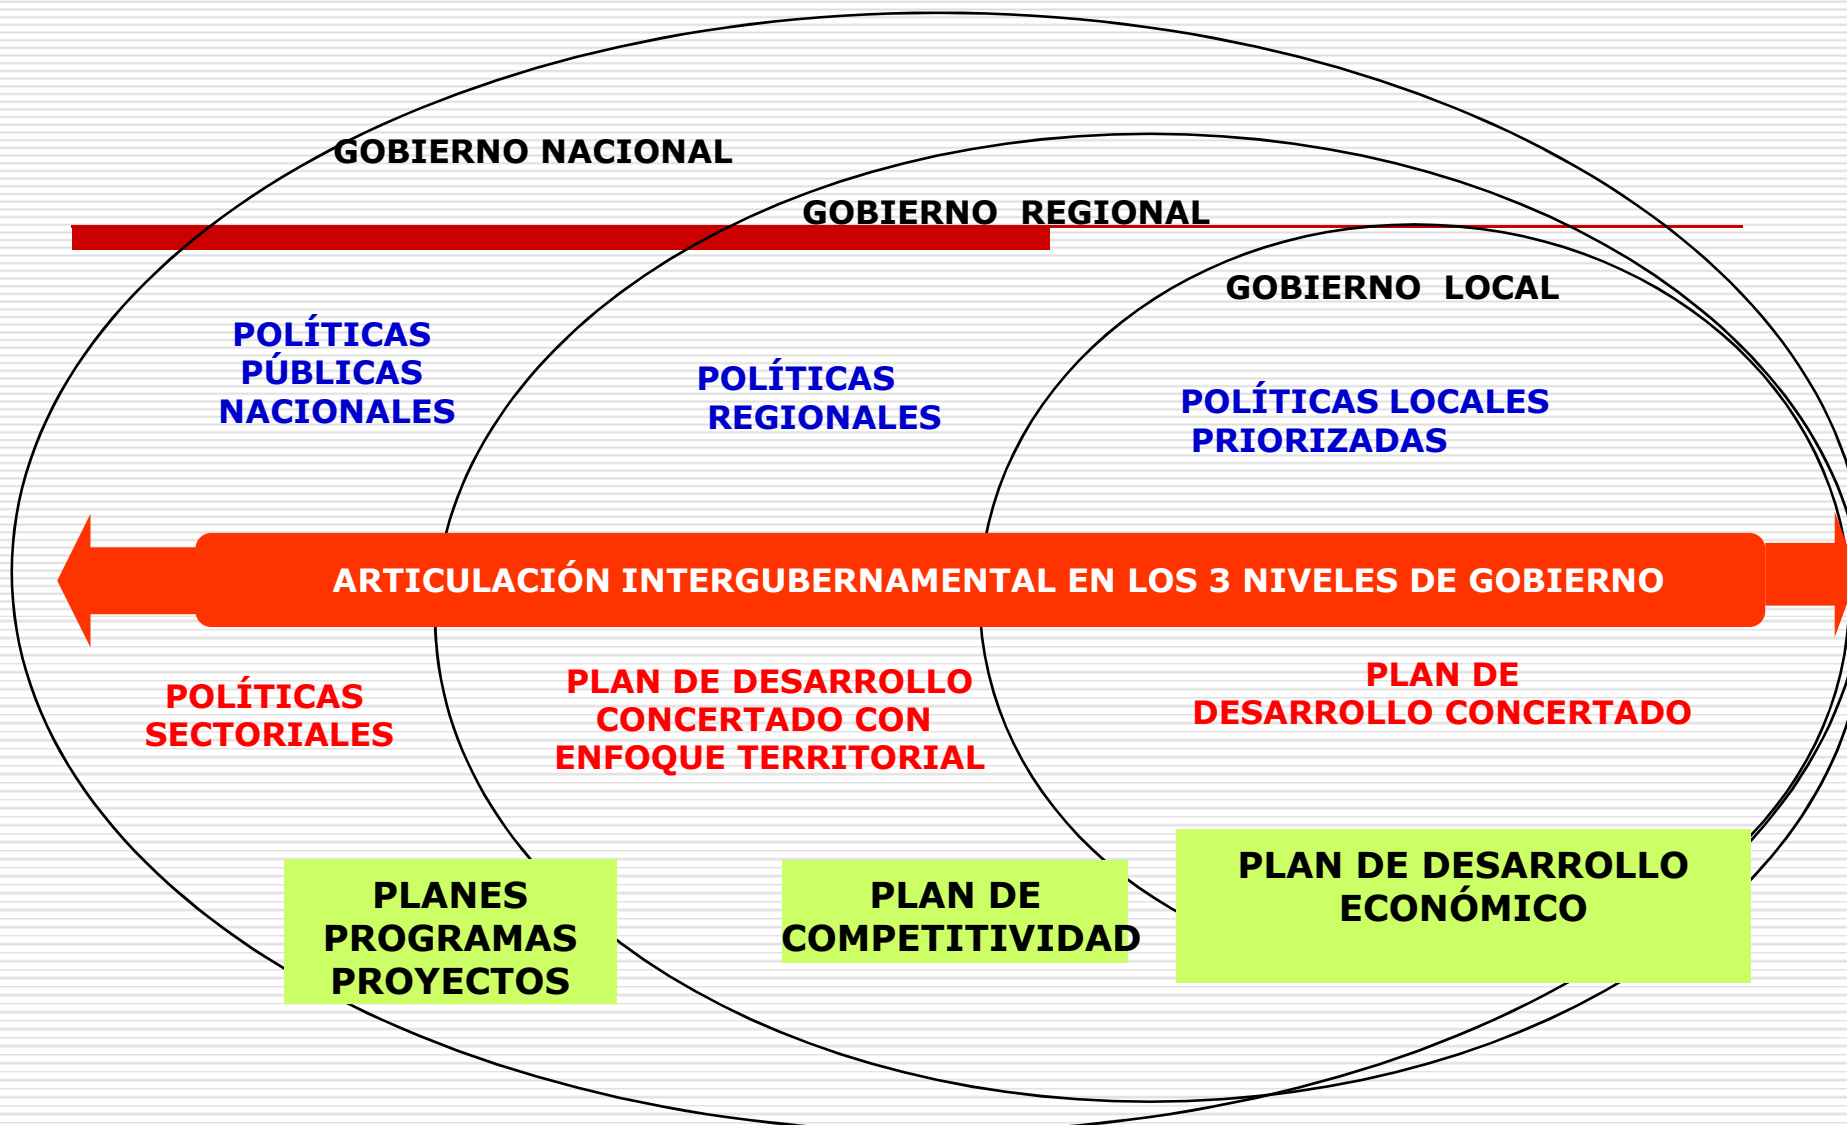 GOBIERNO NACIONAL
GOBIERNO REGIONAL
GOBIERNO LOCAL
POLÍTICAS
PÚBLICAS
NACIONALES
POLÍTICAS
REGIONALES
POLÍTICAS LOCALES
PRIORIZADAS
ARTICULACIÓN INTERGUBERNAMENTAL EN LOS 3 NIVELES DE GOBIERNO
POLÍTICAS
SECTORIALES
PLAN DE DESARROLLO
CONCERTADO CON
ENFOQUE TERRITORIAL
PLAN DE
DESARROLLO CONCERTADO
PLANES
PROGRAMAS
PROYECTOS
PLAN DE
COMPETITIVIDAD
PLAN DE DESARROLLO
ECONÓMICO